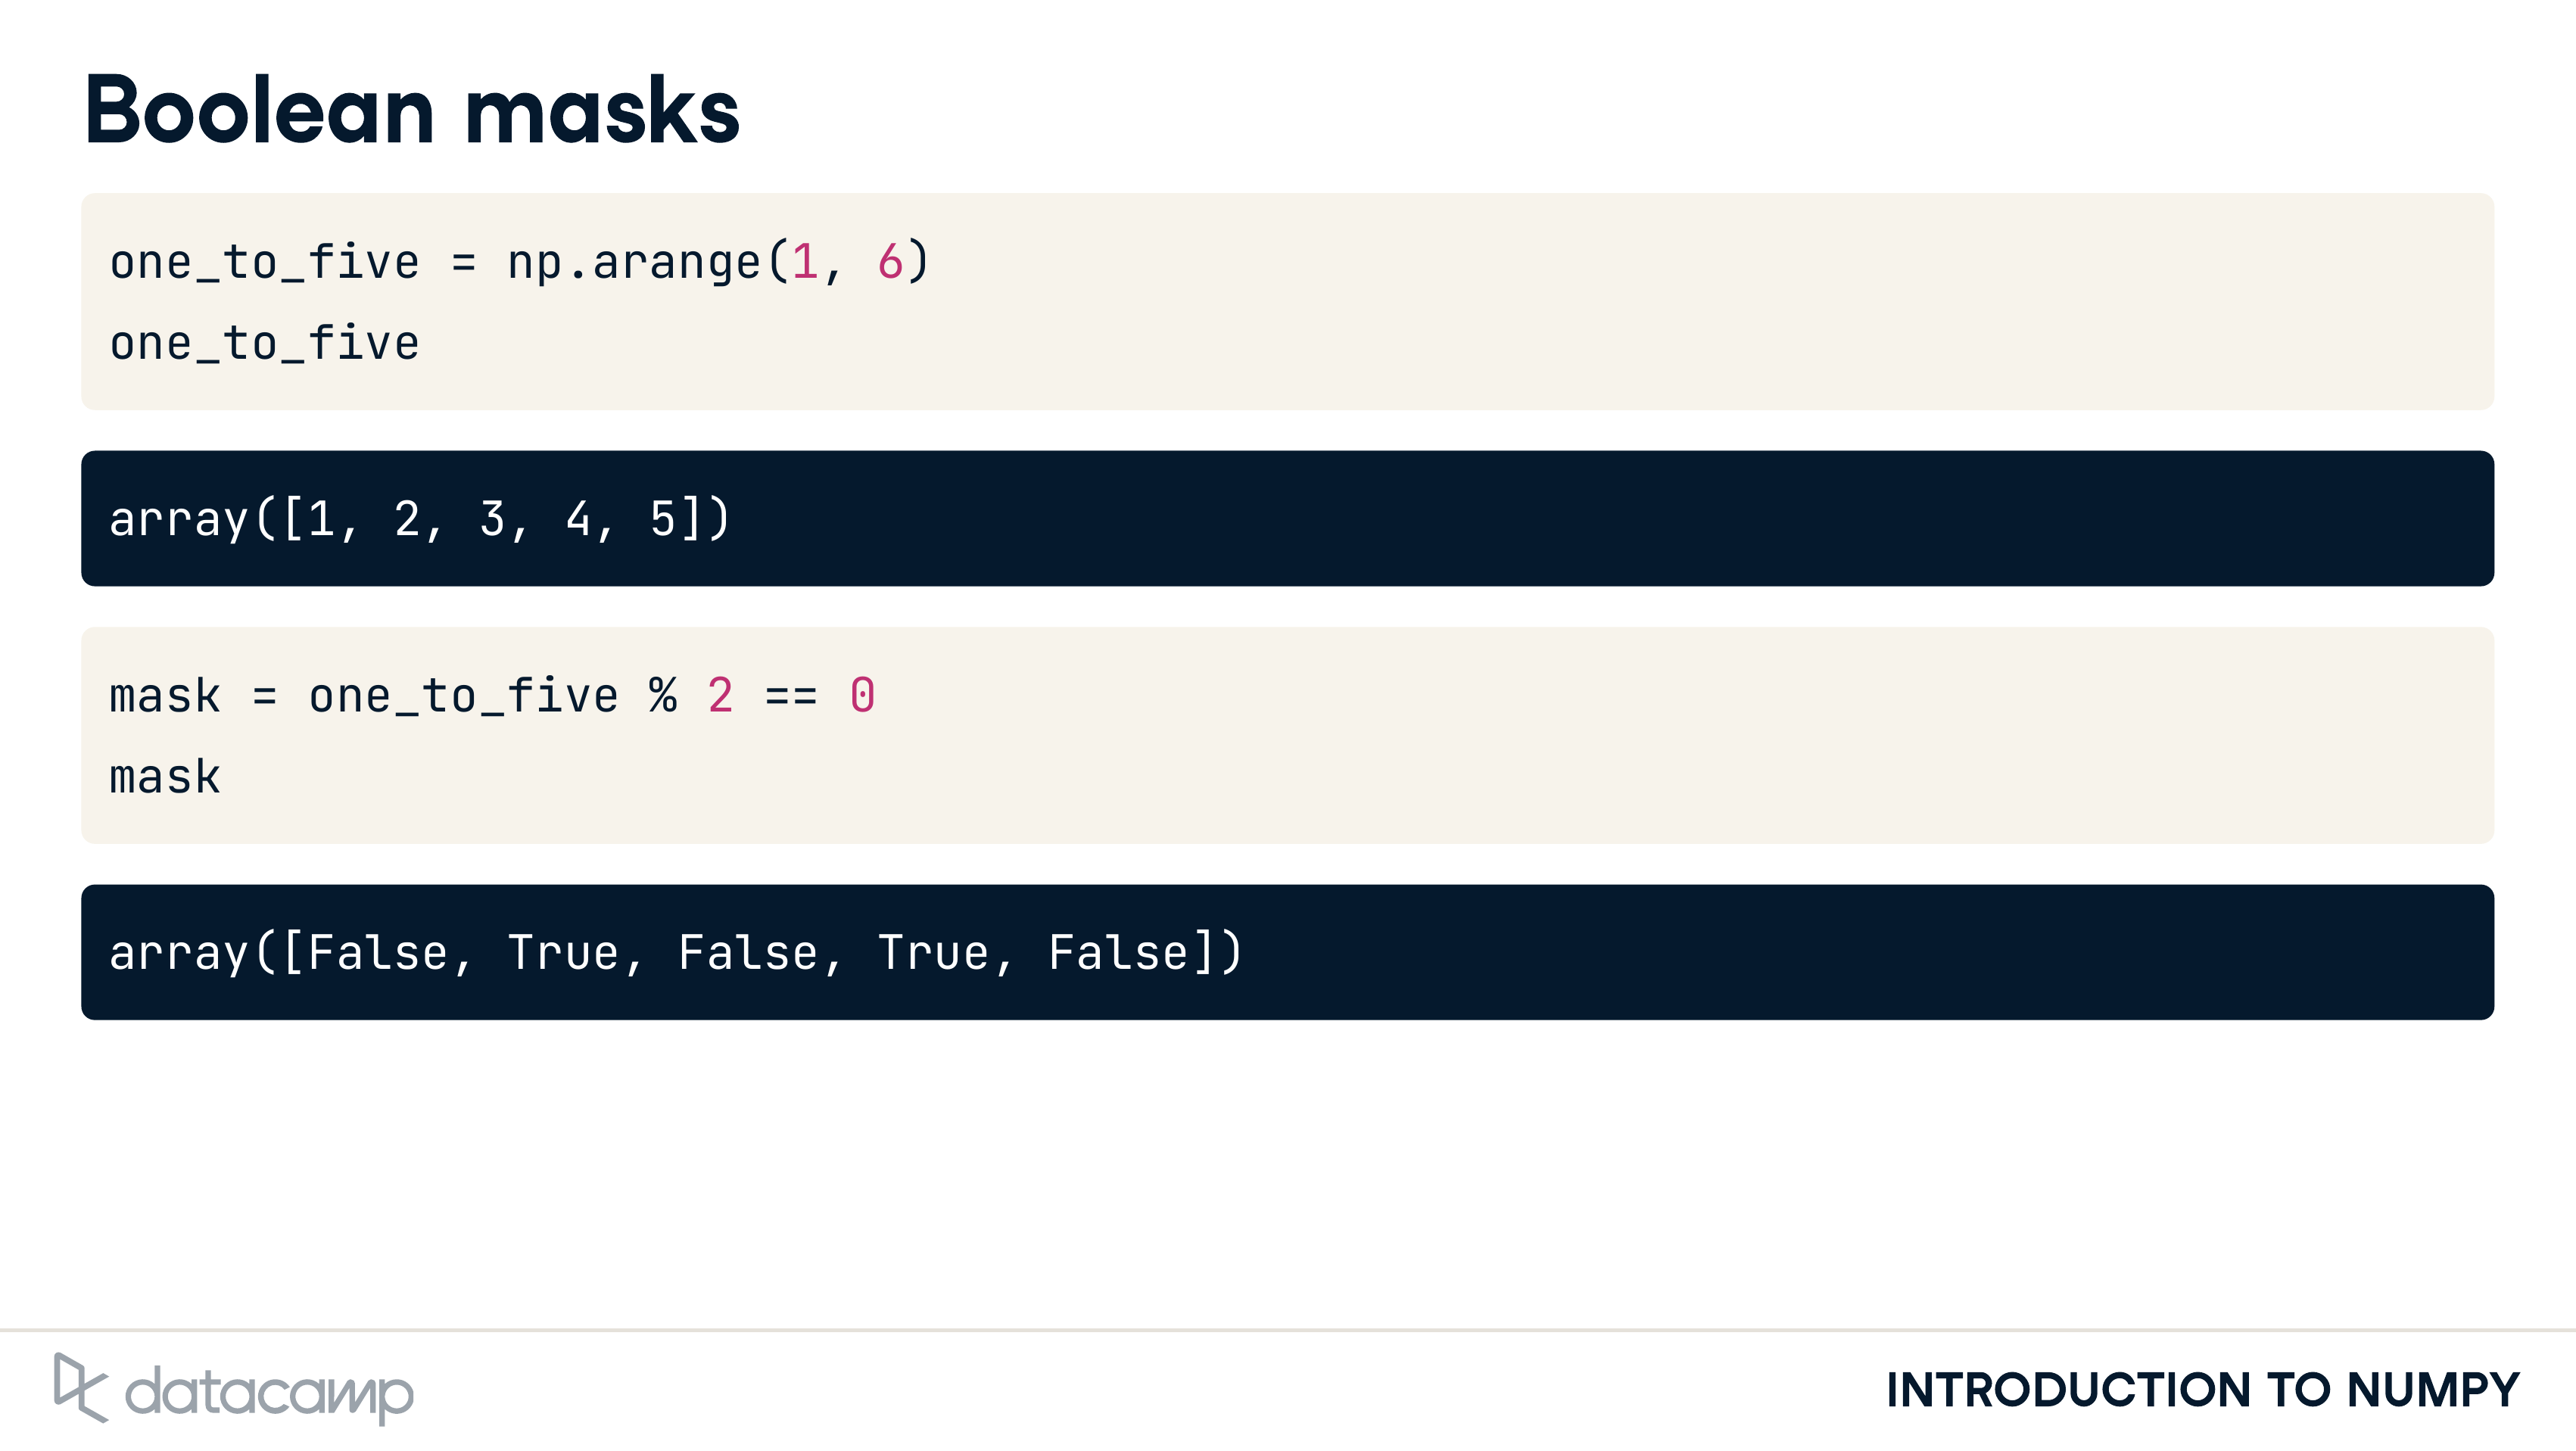 Boolean masks
one_to_five = np.arange(1, 6)
one_to_five
array([1, 2, 3, 4, 5])
mask = one_to_five % 2 == 0
mask
array([False, True, False, True, False])
datacamp
INTRODUCTION TO NUMPY